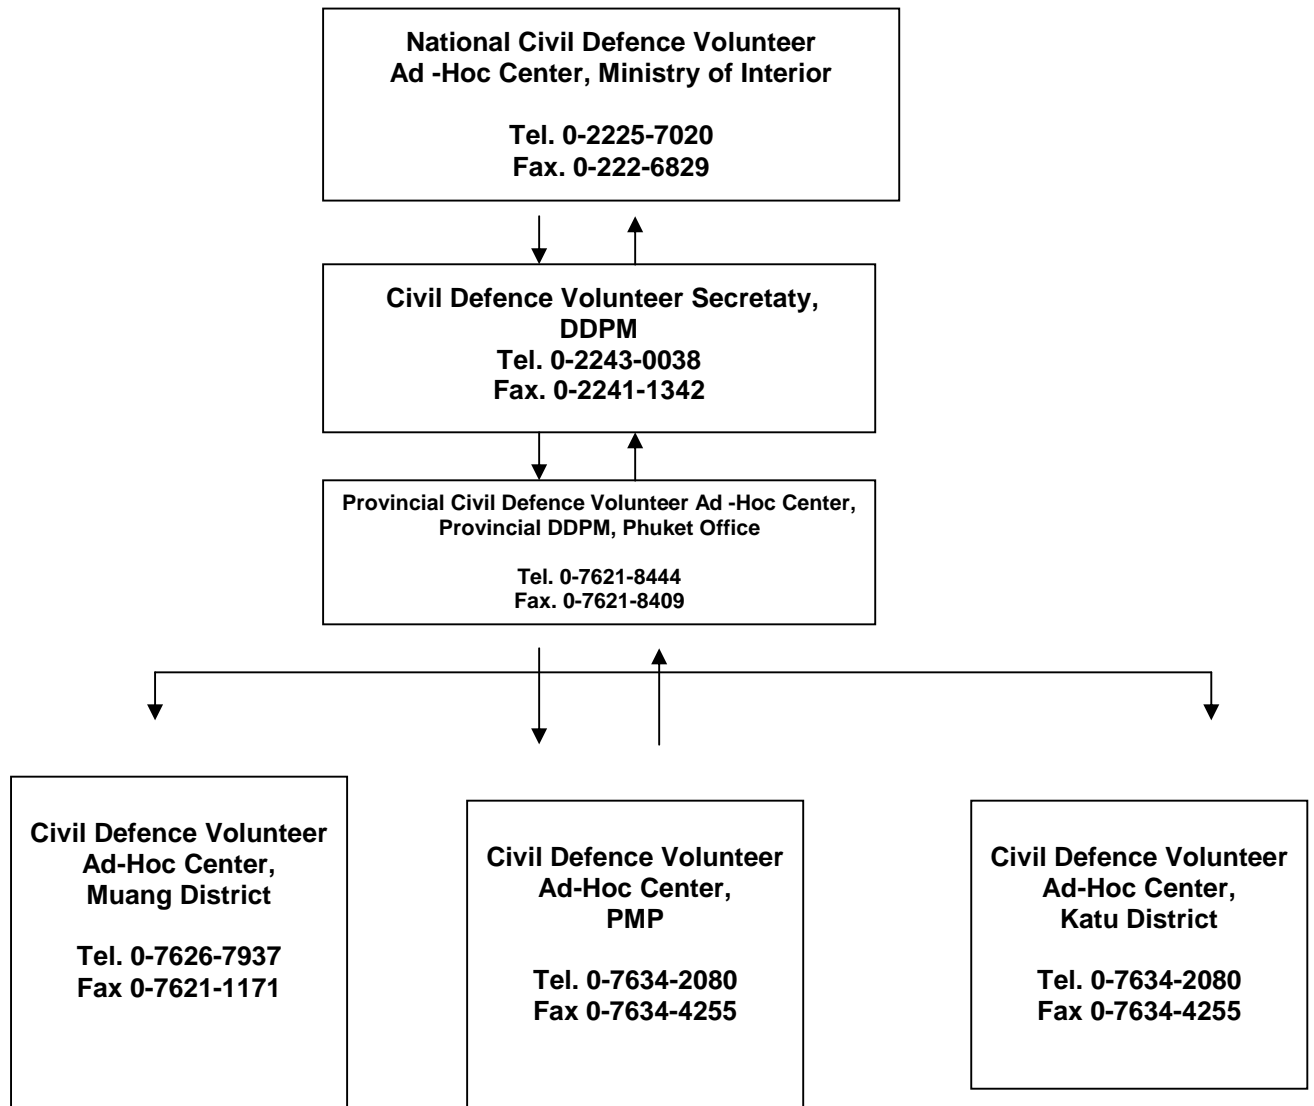 National Civil Defence Volunteer
Ad -Hoc Center, Ministry of Interior
Tel. 0-2225-7020
Fax. 0-222-6829
Civil Defence Volunteer Secretaty,
DDPM
Tel. 0-2243-0038
Fax. 0-2241-1342
Provincial Civil Defence Volunteer Ad -Hoc Center,
Provincial DDPM, Phuket Office
Tel. 0-7621-8444
Fax. 0-7621-8409
Civil Defence Volunteer
Ad-Hoc Center,
Muang District
Tel. 0-7626-7937
Fax 0-7621-1171
Civil Defence Volunteer
Ad-Hoc Center,
PMP
Tel. 0-7634-2080
Fax 0-7634-4255
Civil Defence Volunteer
Ad-Hoc Center,
Katu District
Tel. 0-7634-2080
Fax 0-7634-4255